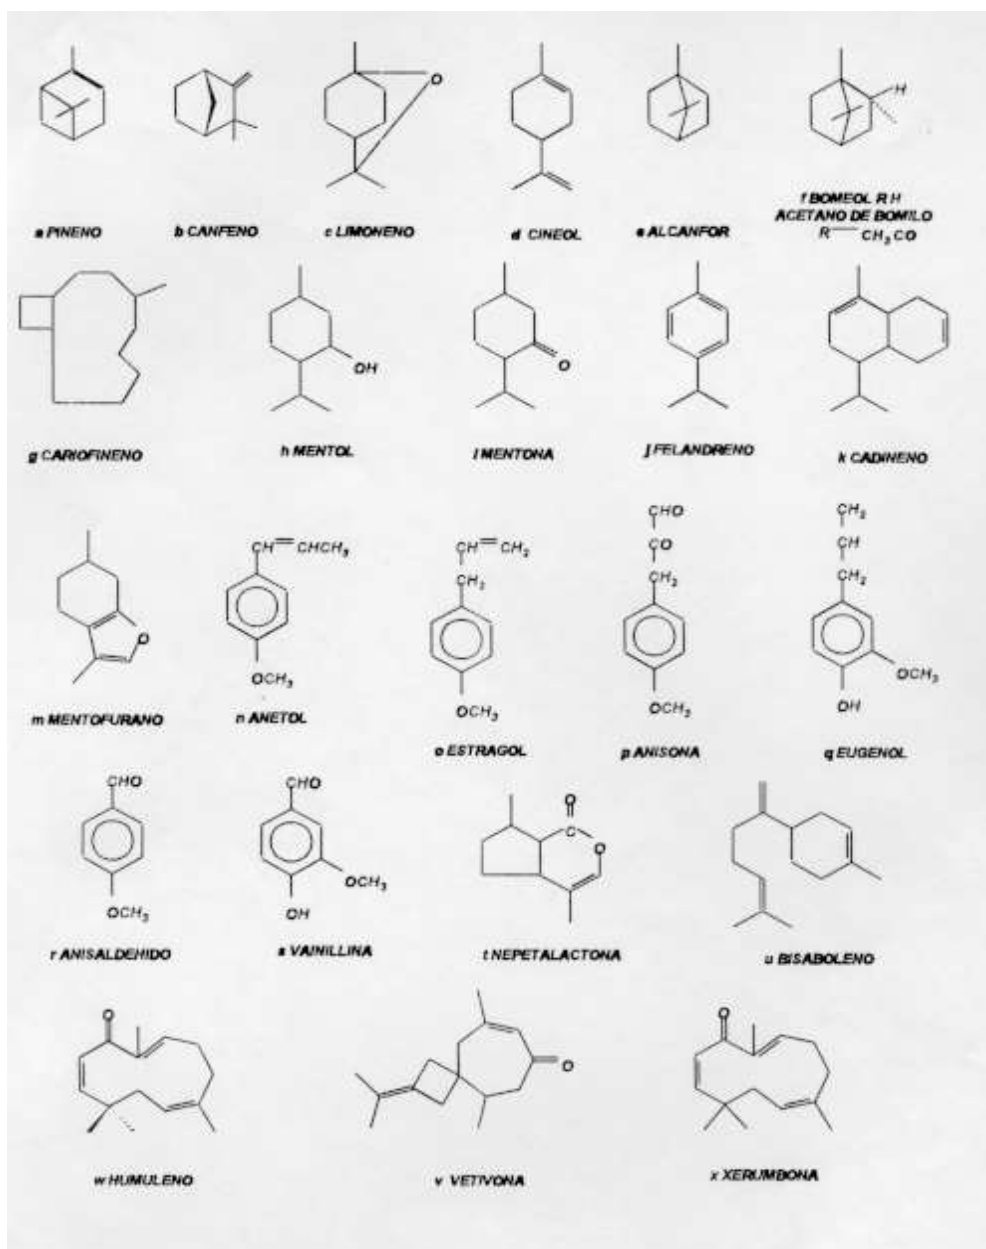 O
H
a PINENO
b CANFENO
c LIMONENO
d CINEOL
e ALCANFOR
f BOMEOL R H
ACETANO DE BOMILO
R — CH3CO
OH
O
g CARIOFINENO
h MENTOL
l MENTONA
j FELANDRENO
k CADINENO
O
m MENTOFURANO
CH=CHCH3
OCH3
n ANETOL
CH=CH2
CH2
OCH3
o ESTRAGOL
CHO
CO
CH2
OCH3
p ANISONA
CH2
CH
CH2
OCH3
OH
q EUGENOL
CHO
OCH3
r ANISALDEHIDO
CHO
OCH3
OH
s VAINILLINA
O
C
O
t NEPETALACTONA
u BISABOLENO
O
w HUMULENO
O
v VETIVONA
O
x XERUMBONA